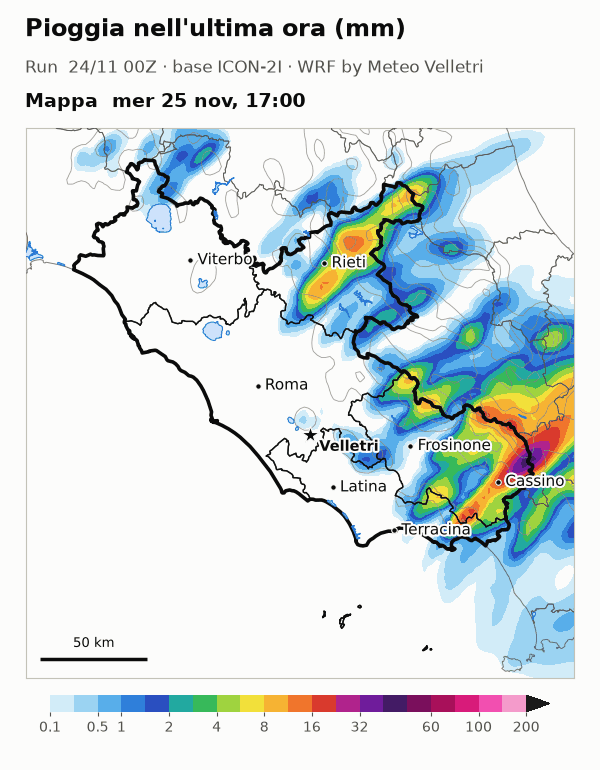 Pioggia nell'ultima ora (mm)
Run  24/11 00Z · base ICON-2I · WRF by Meteo Velletri
Mappa  mer 25 nov, 17:00
Viterbo
Rieti
Roma
Velletri
Frosinone
Latina
Cassino
Terracina
50 km
0.1 0.5 1 2 4 8 16 32 60 100 200